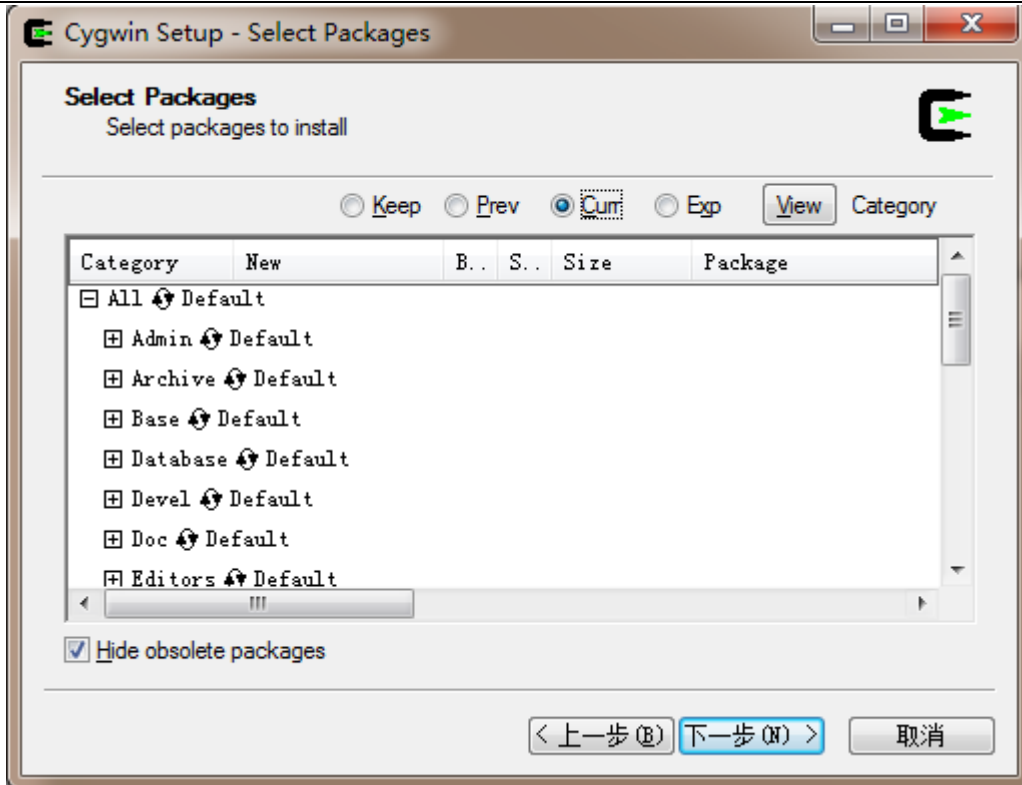 Cygwin Setup - Select Packages
Select Packages
Select packages to install
Keep Prev Curr Exp View Category
Category New B.. S.. Size Package
All Default
Admin Default
Archive Default
Base Default
Database Default
Devel Default
Doc Default
Editors Default
Hide obsolete packages
< 上一步(B) 下一步(N) > 取消